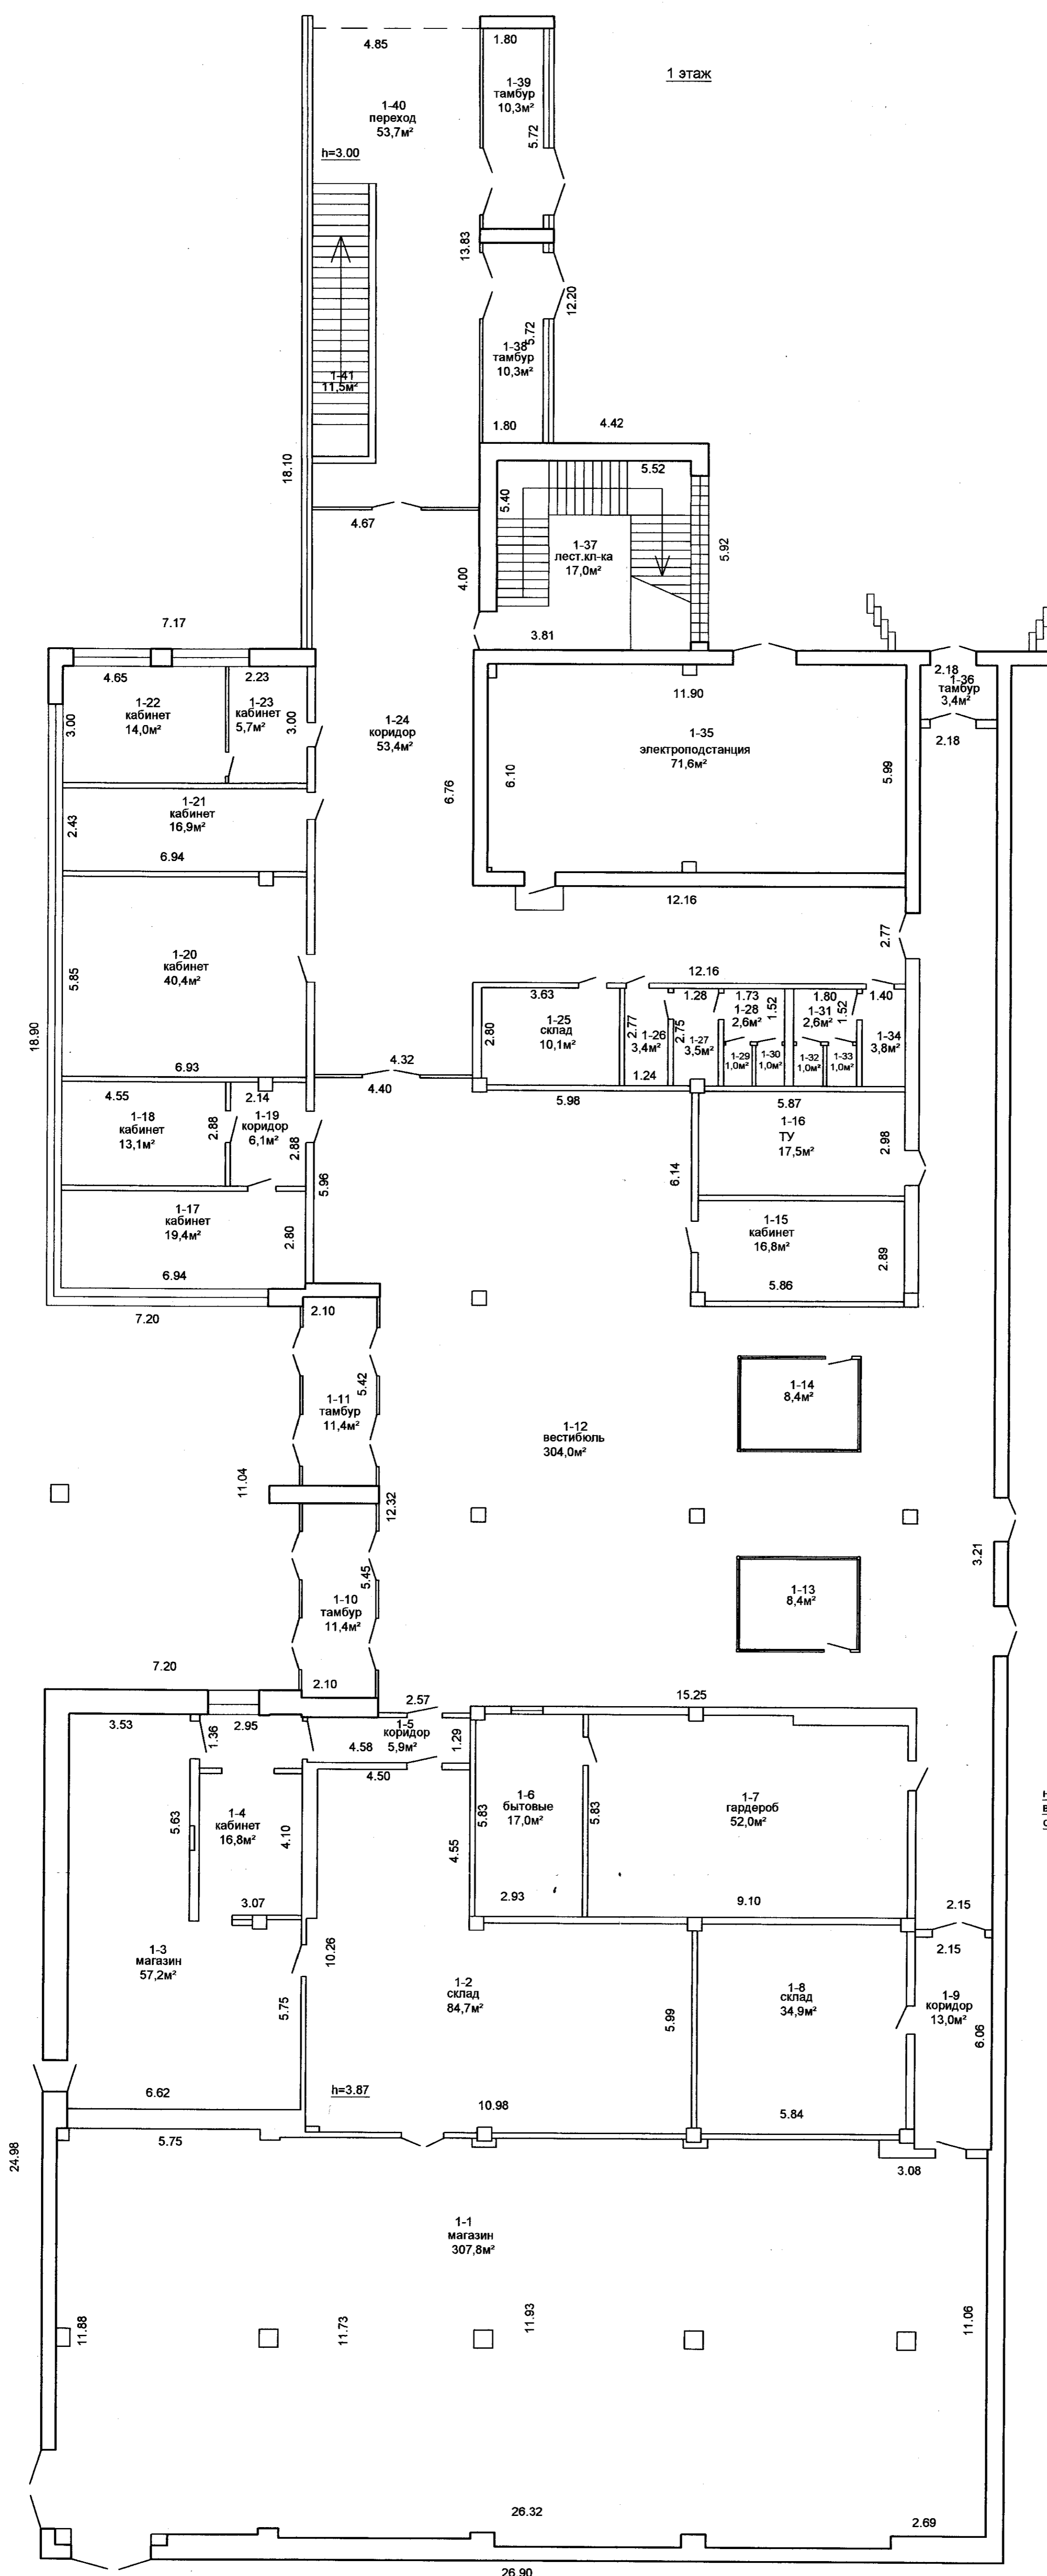 4.85
1.80
1 этаж
1-39
тамбур
10,3м²
1-40
переход
53,7м²
5.72
h=3.00
13.83
12.20
5.72
1-38
тамбур
10,3м²
1-41
11,5м²
1.80
4.42
18.10
5.52
5.40
4.67
1-37
лест.кл-ка
17,0м²
5.92
4.00
7.17
3.81
4.65
2.23
2.18
1-36
тамбур
3,4м²
1-22
кабинет
14,0м²
1-23
кабинет
5,7м²
3.00
3.00
11.90
1-24
коридор
53,4м²
1-35
электроподстанция
71,6м²
2.18
6.10
5.99
6.76
1-21
кабинет
16,9м²
2.43
6.94
12.16
2.77
1-20
кабинет
40,4м²
5.85
12.16
3.63
1.28
1.73
1.80
1.40
1-25
склад
10,1м²
2.80
2.77
1-26
3,4м²
2.75
1-27
3,5м²
1-28
2,6м²
1.52
1-31
2,6м²
1.52
1-34
3,8м²
1-29
1,0м²
1-30
1,0м²
1-32
1,0м²
1-33
1,0м²
18.90
6.93
4.32
1.24
4.40
4.55
2.14
5.98
5.87
1-18
кабинет
13,1м²
2.88
1-19
коридор
6,1м²
2.88
1-16
ТУ
17,5м²
2.98
5.96
6.14
1-17
кабинет
19,4м²
2.80
1-15
кабинет
16,8м²
2.89
6.94
5.86
7.20
2.10
1-11
тамбур
11,4м²
5.42
1-14
8,4м²
1-12
вестибюль
304,0м²
11.04
12.32
3.21
1-10
тамбур
11,4м²
5.45
1-13
8,4м²
7.20
2.10
2.57
15.25
3.53
1.36
2.95
1-5
коридор
5,9м²
4.58
1.29
4.50
1-6
бытовые
17,0м²
1-7
гардероб
52,0м²
5.63
1-4
кабинет
16,8м²
4.10
5.83
5.83
4.55
3.07
2.93
9.10
2.15
1-3
магазин
57,2м²
10.26
2.15
1-2
склад
84,7м²
1-8
склад
34,9м²
1-9
коридор
13,0м²
5.75
5.99
6.06
6.62
h=3.87
10.98
5.84
5.75
24.98
3.08
1-1
магазин
307,8м²
11.88
11.73
11.93
11.06
26.32
2.69
26.90